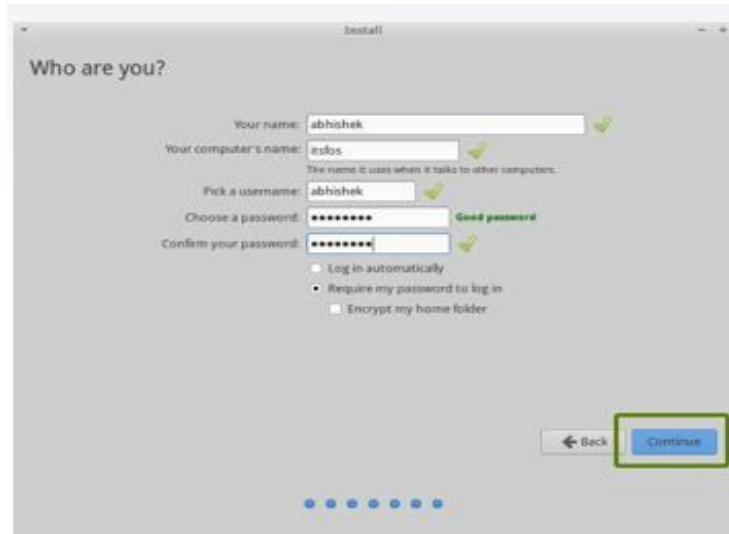 Install
Who are you?
Your name: abhishek
Your computer's name: itsfos
The name it uses when it talks to other computers.
Pick a username: abhishek
Choose a password: ●●●●●●●● Good password
Confirm your password: ●●●●●●●●
Log in automatically
Require my password to log in
Encrypt my home folder
Back
Continue